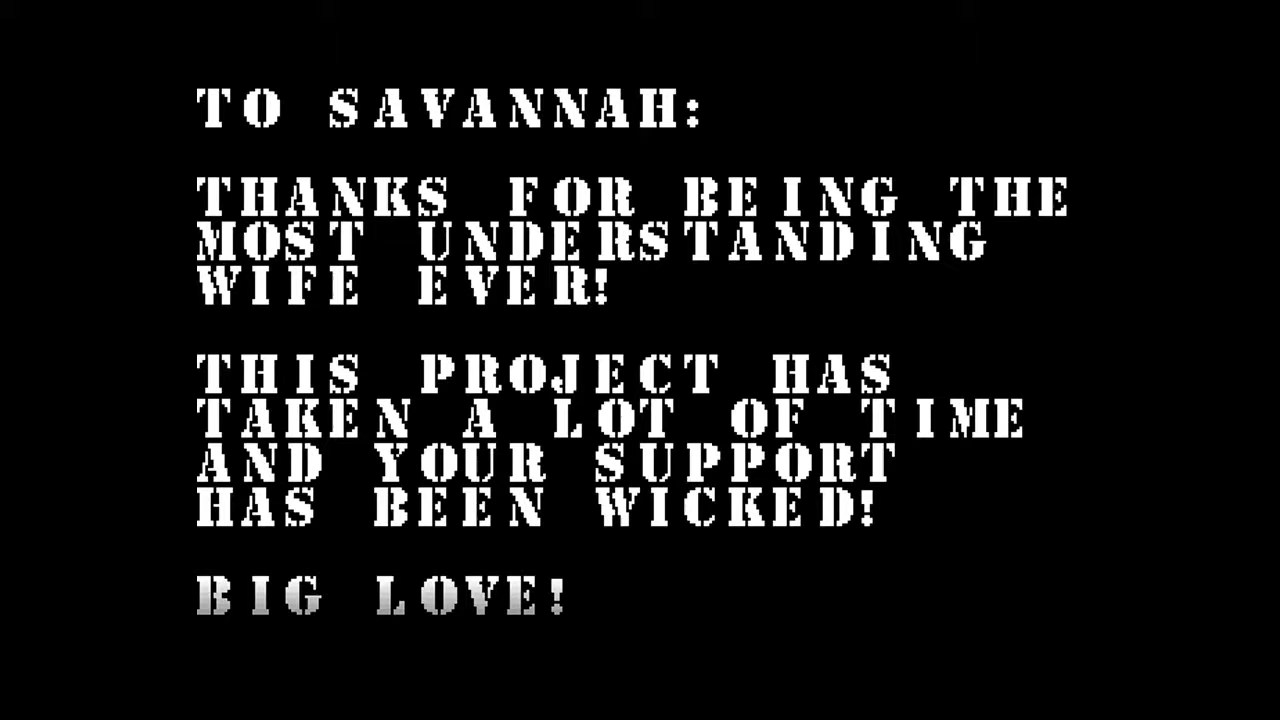 TO SAVANNAH:
THANKS FOR BEING THE
MOST UNDERSTANDING
WIFE EVER!
THIS PROJECT HAS
TAKEN A LOT OF TIME
AND YOUR SUPPORT
HAS BEEN WICKED!
BIG LOVE!